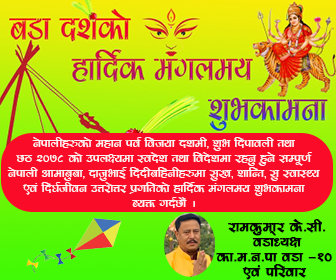 बडा दशैंको
हार्दिक मंगलमय
शुभकामना
नेपालीहरुको महान पर्व विजया दशमी, शुभ दिपावली तथा
छठ २०७८ को उपलक्ष्यमा स्वदेश तथा विदेशमा रहनु हुने सम्पूर्ण
नेपाली आमाबुबा, दाजुभाई दिदीबहिनीहरुमा सुख, शान्ति, सु स्वास्थ्य
एवं दिर्धजीवन उत्तरोत्तर प्रगतिको हार्दिक मंगलमय शुभकामना
ब्यक्त गर्दछौं ।
रामकुमार के.सी.
वडाध्यक्ष
का.म.न.पा वडा –१०
एवं परिवार